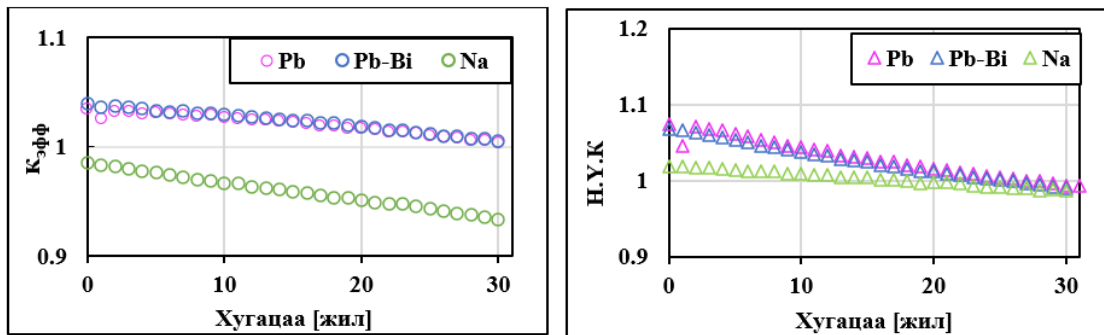 1.1
Pb Pb-Bi Na
1
0.9
Кэфф
0 10 20 30
Хугацаа [жил]
1.2
Pb Pb-Bi Na
1.1
1
0.9
Н.Ү.К
0 10 20 30
Хугацаа [жил]